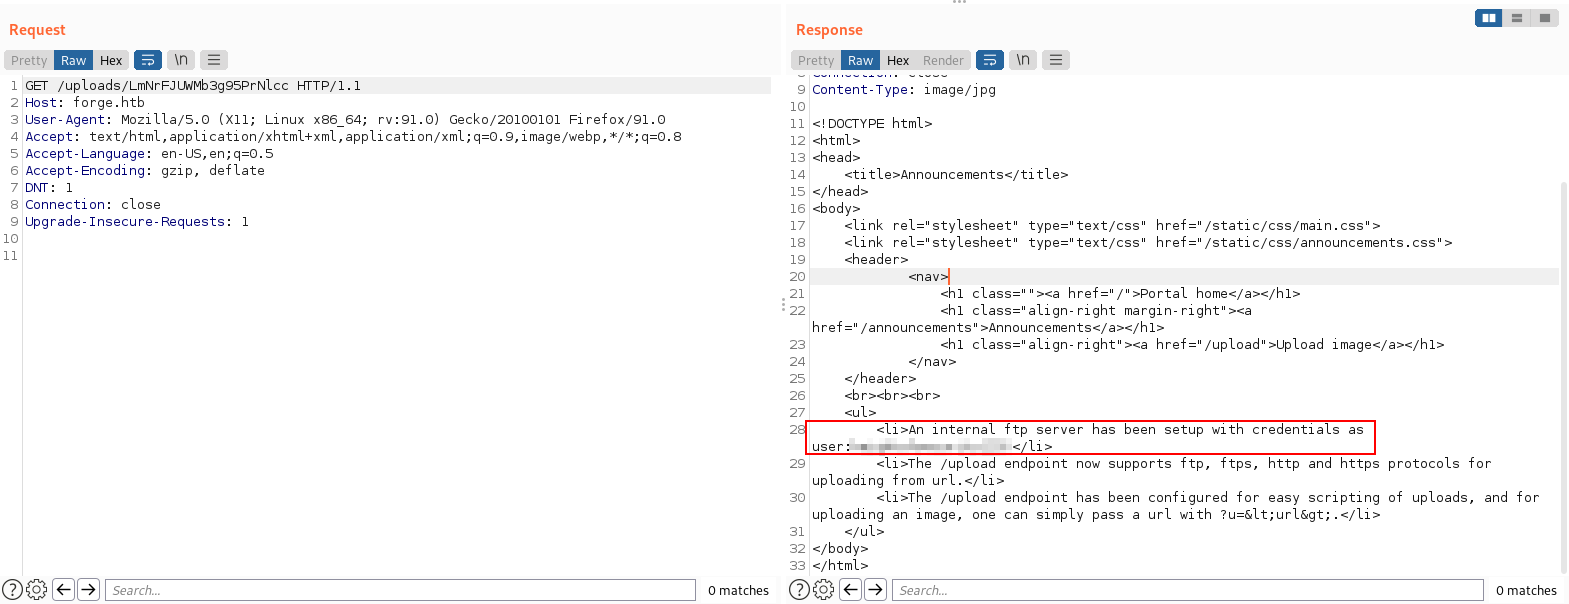 Request
Pretty Raw Hex \n
1 GET /uploads/LmNrFJUWMb3g95PrNlcc HTTP/1.1
2 Host: forge.htb
3 User-Agent: Mozilla/5.0 (X11; Linux x86_64; rv:91.0) Gecko/20100101 Firefox/91.0
4 Accept: text/html,application/xhtml+xml,application/xml;q=0.9,image/webp,*/*;q=0.8
5 Accept-Language: en-US,en;q=0.5
6 Accept-Encoding: gzip, deflate
7 DNT: 1
8 Connection: close
9 Upgrade-Insecure-Requests: 1
10
11
Search...
0 matches
Response
Pretty Raw Hex Render \n
8 Connection: close
9 Content-Type: image/jpg
10
11 <!DOCTYPE html>
12 <html>
13 <head>
14     <title>Announcements</title>
15 </head>
16 <body>
17     <link rel="stylesheet" type="text/css" href="/static/css/main.css">
18     <link rel="stylesheet" type="text/css" href="/static/css/announcements.css">
19     <header>
20             <nav>
21                 <h1 class=""><a href="/">Portal home</a></h1>
22                 <h1 class="align-right margin-right"><a
href="/announcements">Announcements</a></h1>
23                 <h1 class="align-right"><a href="/upload">Upload image</a></h1>
24             </nav>
25     </header>
26     <br><br><br>
27     <ul>
28         <li>An internal ftp server has been setup with credentials as
user:</li>
29         <li>The /upload endpoint now supports ftp, ftps, http and https protocols for
uploading from url.</li>
30         <li>The /upload endpoint has been configured for easy scripting of uploads, and for
uploading an image, one can simply pass a url with ?u=&lt;url&gt;.</li>
31     </ul>
32 </body>
33 </html>
Search...
0 matches